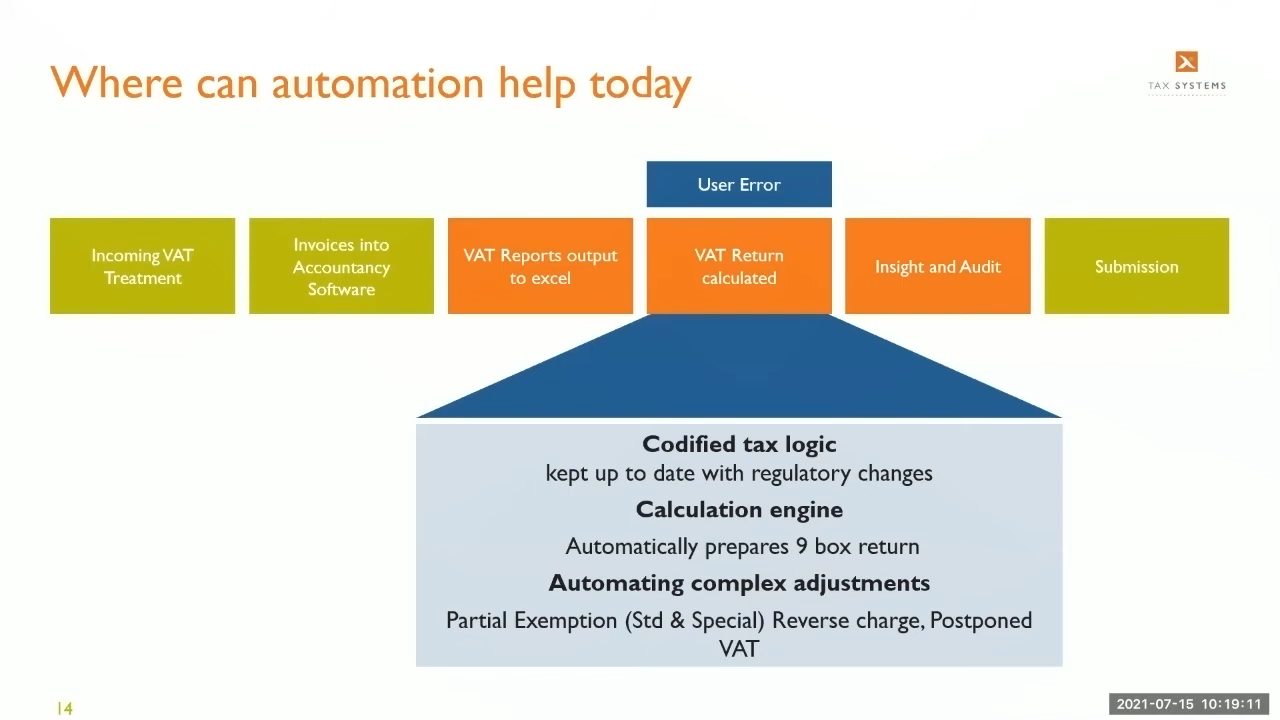 Where can automation help today
TAX SYSTEMS
User Error
Incoming VAT
Treatment
Invoices into
Accountancy
Software
VAT Reports output
to excel
VAT Return
calculated
Insight and Audit
Submission
Codified tax logic
kept up to date with regulatory changes
Calculation engine
Automatically prepares 9 box return
Automating complex adjustments
Partial Exemption (Std & Special) Reverse charge, Postponed
VAT
14
2021-07-15 10:19:11